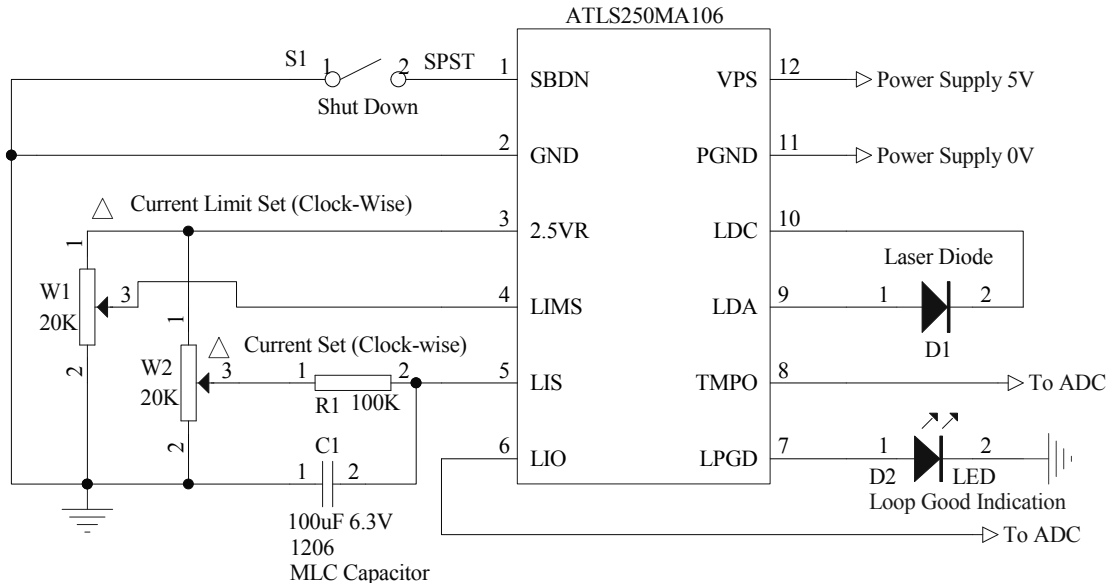 ATLS250MA106
S1 1 2 SPST 1 SBDN VPS 12 Power Supply 5V
Shut Down
2 GND PGND 11 Power Supply 0V
Current Limit Set (Clock-Wise)
1 3 2.5VR LDC 10
Laser Diode
W1 3 4 LIMS LDA 9 1 2
20K
1 D1
2 W2 3 Current Set (Clock-wise)
20K 1 2 5 LIS TMPO 8 To ADC
R1 100K
2 C1 6 LIO LPGD 7 1 2
1 2 D2 LED
Loop Good Indication
100uF 6.3V
1206 To ADC
MLC Capacitor